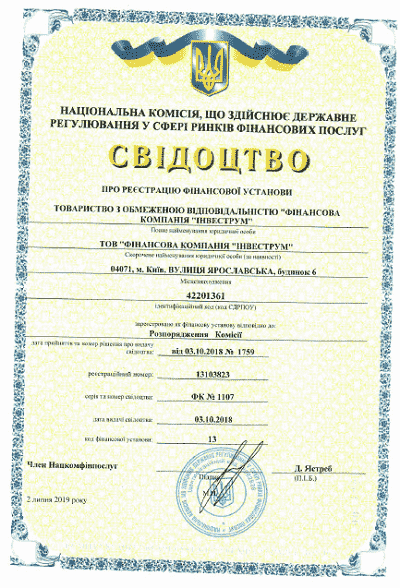 НАЦІОНАЛЬНА КОМІСІЯ, ЩО ЗДІЙСНЮЄ ДЕРЖАВНЕ
РЕГУЛЮВАННЯ У СФЕРІ РИНКІВ ФІНАНСОВИХ ПОСЛУГ
СВІДОЦТВО
ПРО РЕЄСТРАЦІЮ ФІНАНСОВОЇ УСТАНОВИ
ТОВАРИСТВО З ОБМЕЖЕНОЮ ВІДПОВІДАЛЬНІСТЮ "ФІНАНСОВА
КОМПАНІЯ "ІНВЕСТРУМ"
Повне найменування юридичної особи
ТОВ "ФІНАНСОВА КОМПАНІЯ "ІНВЕСТРУМ"
Скорочене найменування юридичної особи (за наявності)
04071, м. Київ, ВУЛИЦЯ ЯРОСЛАВСЬКА, будинок 6
Місцезнаходження
42201361
ідентифікаційний код (код ЄДРПОУ)
зареєстровано як фінансову установу відповідно до:
Розпорядження Комісії
дата прийняття та номер рішення про видачу
свідоцтва: від 03.10.2018 № 1759
реєстраційний номер: 13103823
серія та номер свідоцтва: ФК № 1107
дата видачі свідоцтва: 03.10.2018
код фінансової установи: 13
Член Нацкомфінпослуг Д. Ястреб
Підпис (П.І.Б.)
М.П.
2 липня 2019 року